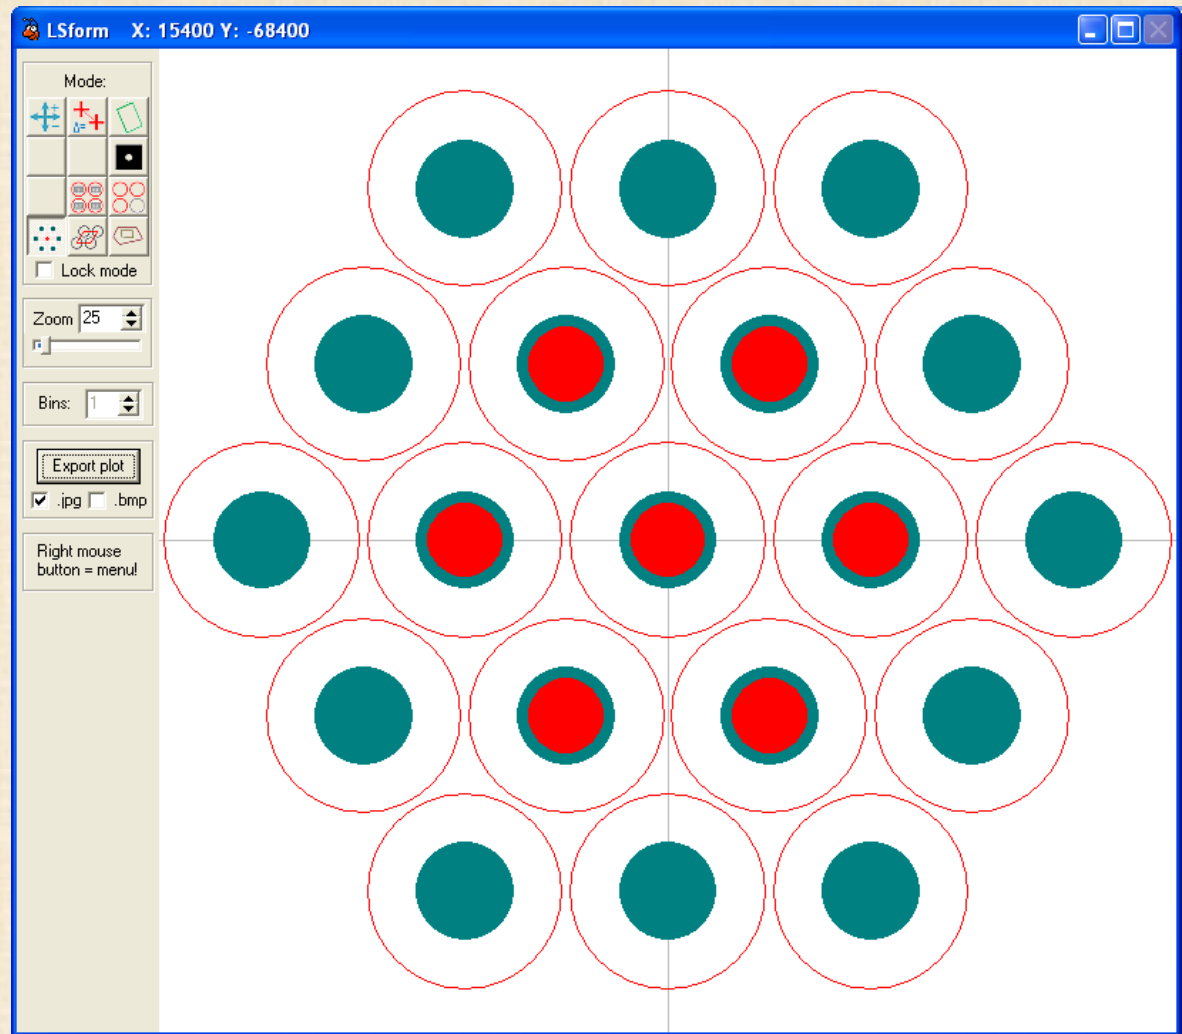 LSform X: 15400 Y: -68400
Mode:
Lock mode
Zoom 25
Bins: 1
Export plot
.jpg .bmp
Right mouse
button = menu!